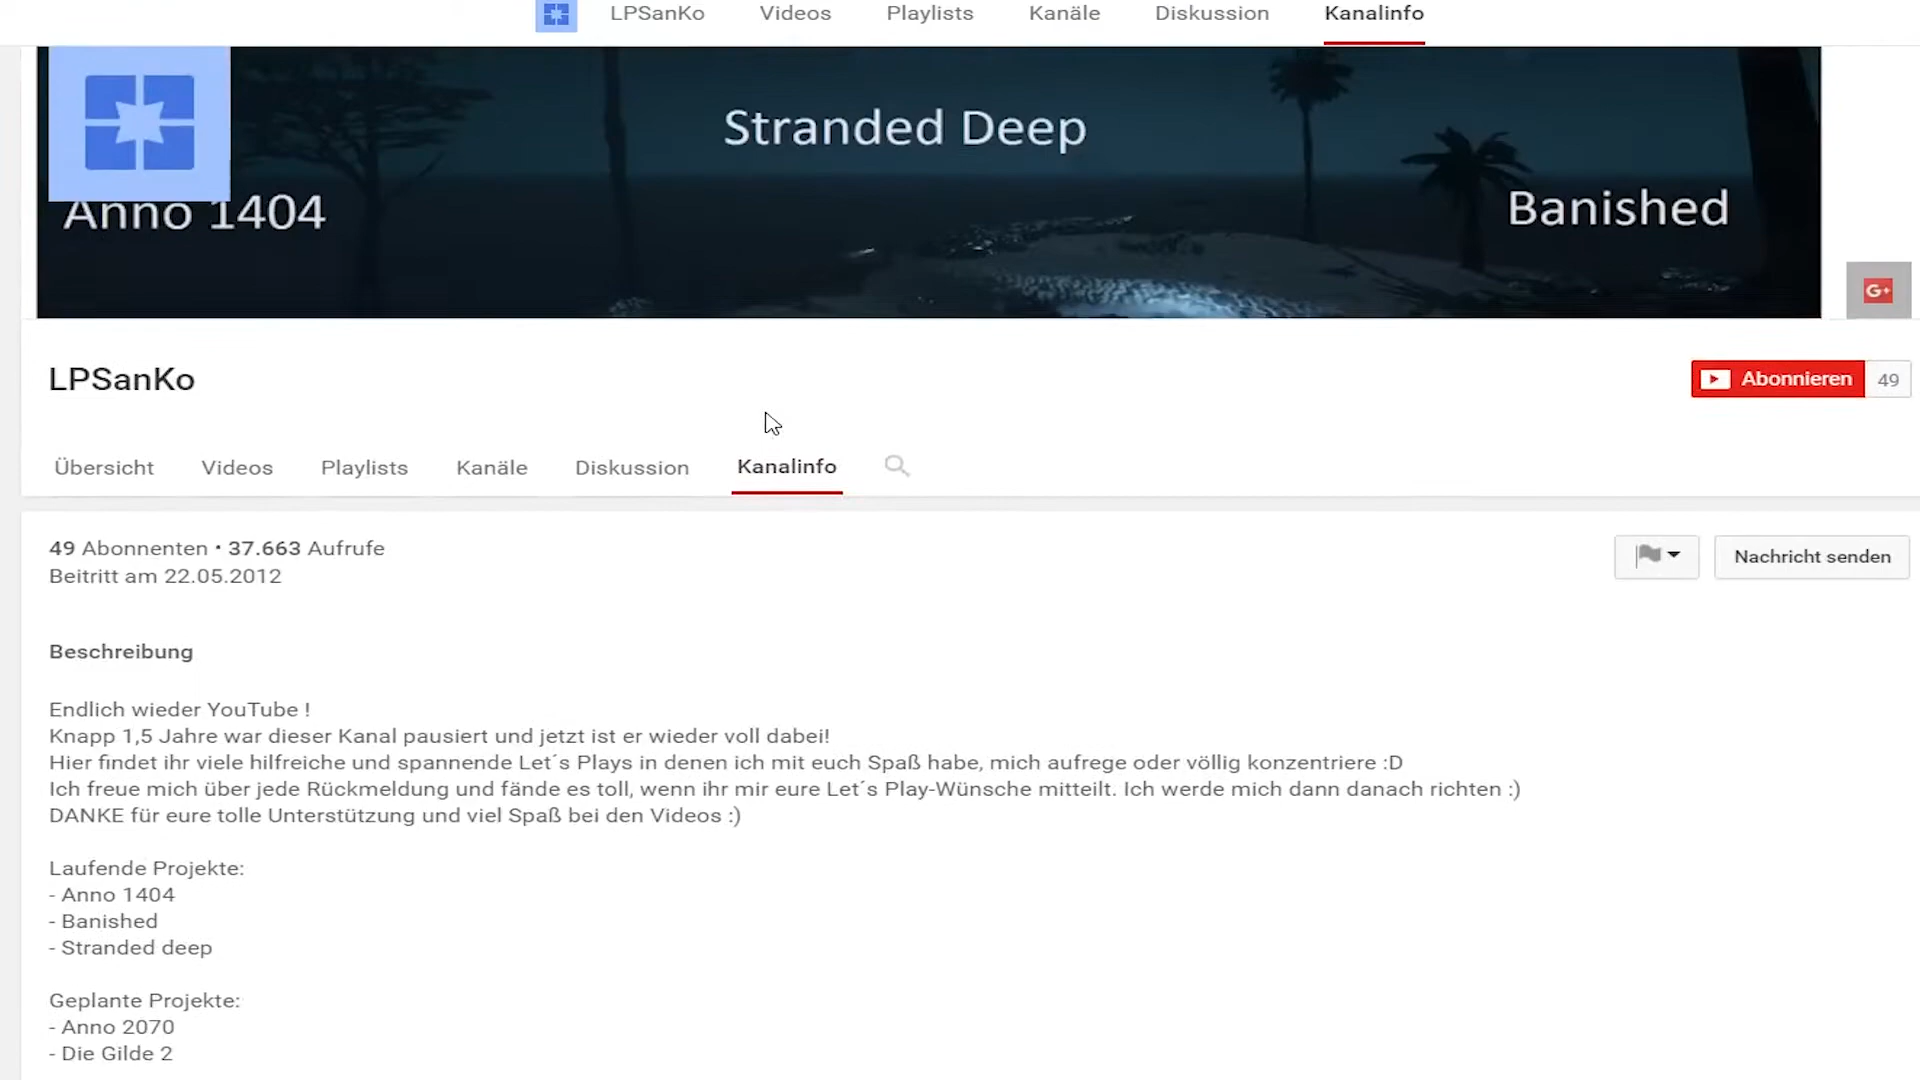 LPSanKo Videos Playlists Kanäle Diskussion Kanalinfo
Stranded Deep
Anno 1404
Banished
G+
LPSanKo
Abonnieren 49
Übersicht Videos Playlists Kanäle Diskussion Kanalinfo
49 Abonnenten • 37.663 Aufrufe
Beitritt am 22.05.2012
Nachricht senden
Beschreibung
Endlich wieder YouTube !
Knapp 1,5 Jahre war dieser Kanal pausiert und jetzt ist er wieder voll dabei!
Hier findet ihr viele hilfreiche und spannende Let´s Plays in denen ich mit euch Spaß habe, mich aufrege oder völlig konzentriere :D
Ich freue mich über jede Rückmeldung und fände es toll, wenn ihr mir eure Let´s Play-Wünsche mitteilt. Ich werde mich dann danach richten :)
DANKE für eure tolle Unterstützung und viel Spaß bei den Videos :)
Laufende Projekte:
- Anno 1404
- Banished
- Stranded deep
Geplante Projekte:
- Anno 2070
- Die Gilde 2